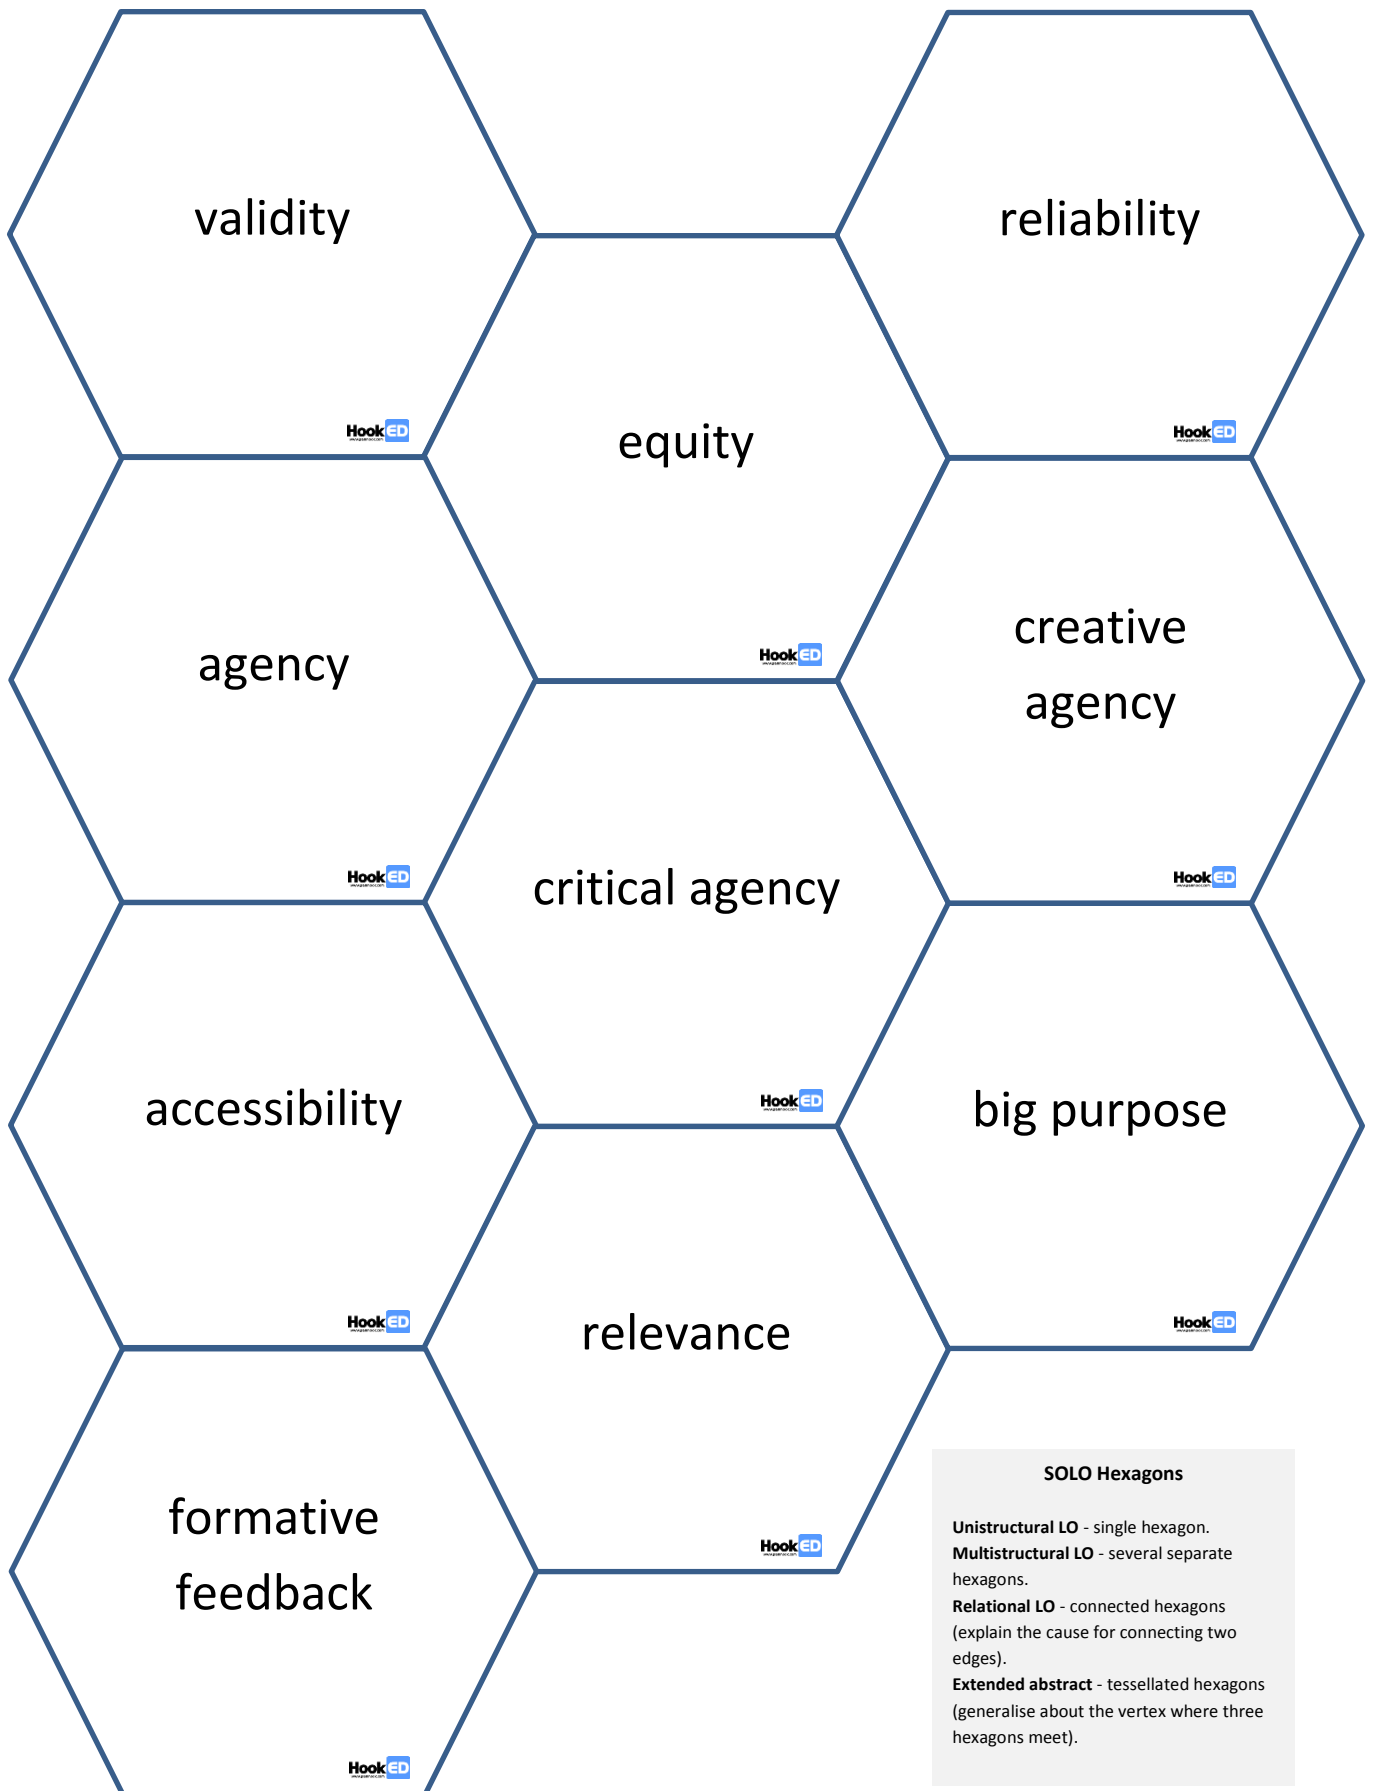 validity
HookED
reliability
HookED
equity
HookED
agency
HookED
creative
agency
HookED
critical agency
HookED
accessibility
HookED
big purpose
HookED
relevance
HookED
formative
feedback
HookED
SOLO Hexagons
Unistructural LO - single hexagon.
Multistructural LO - several separate
hexagons.
Relational LO - connected hexagons
(explain the cause for connecting two
edges).
Extended abstract - tessellated hexagons
(generalise about the vertex where three
hexagons meet).